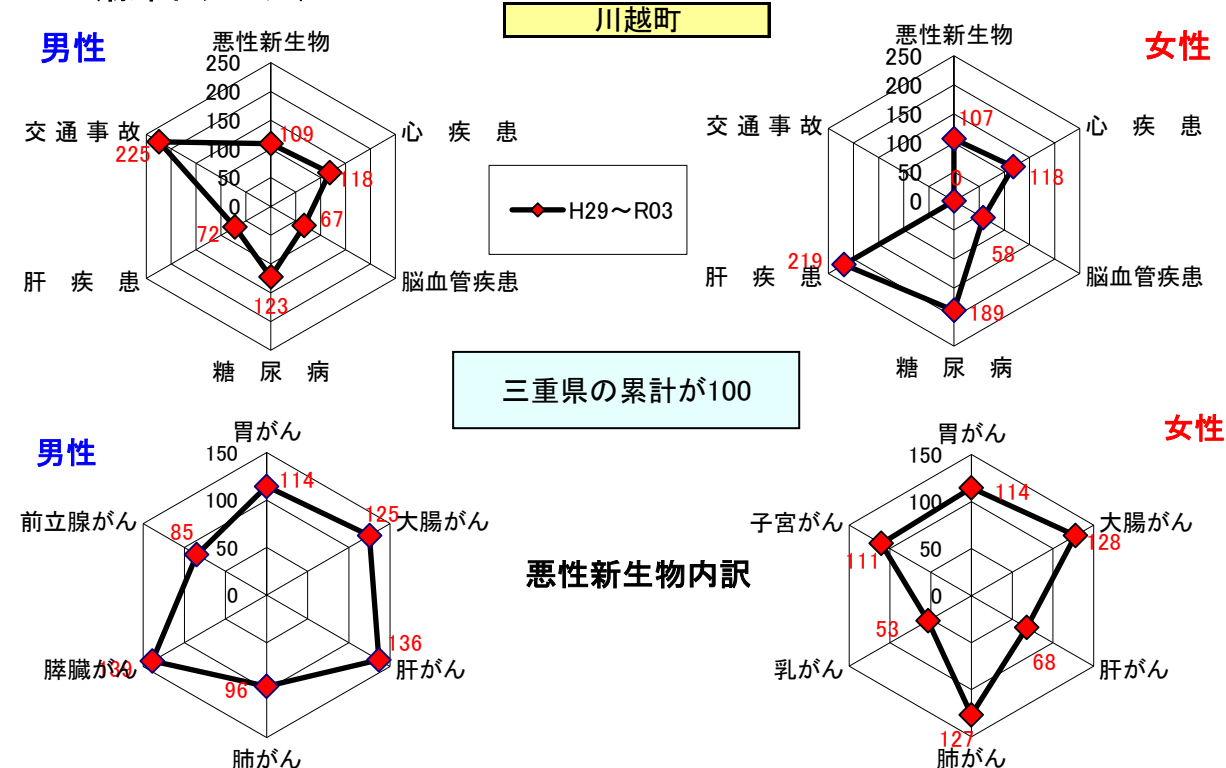 川越町
男性
悪性新生物
250
200
150
100
50
0
109
心 疾 患
118
67
脳血管疾患
123
糖 尿 病
72
肝 疾 患
交 通 事 故
225
H29～R03
女性
悪性新生物
250
200
150
100
50
0
107
心 疾 患
118
58
脳血管疾患
189
糖 尿 病
219
肝 疾 患
交 通 事 故
0
三重県の累計が100
男性
胃がん
150
100
50
0
114
125
大腸がん
136
肝がん
96
肺がん
139
膵臓がん
85
前立腺がん
悪性新生物内訳
女性
胃がん
150
100
50
0
114
大腸がん
128
68
肝がん
127
肺がん
53
乳がん
111
子宮がん